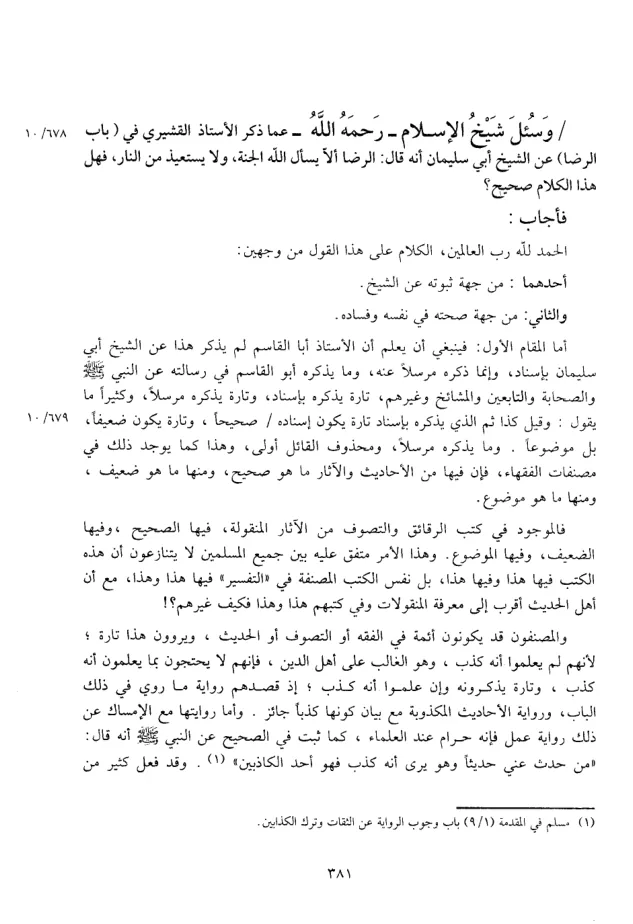 / وَسُئلَ شَيْخُ الإسـلام ـ رَحمَهُ اللَّهُ ـ عما ذكر الأستاذ القشيري في ( باب ١٠/٦٧٨
الرضا) عن الشيخ أبي سليمان أنه قال: الرضا ألاّ يسأل اللّه الجنة، ولا يستعيذ من النار، فهل
هذا الكلام صحيح؟
فأجاب :
الحمد للّه رب العالمين، الكلام على هذا القول من وجهين:
أحدهما : من جهة ثبوته عن الشيخ.
والثاني: من جهة صحته في نفسه وفساده.
أما المقام الأول: فينبغي أن يعلم أن الأستاذ أبا القاسم لم يذكر هذا عن الشيخ أبي
سليمان بإسناد، وإنما ذكره مرسلاً عنه، وما يذكره أبو القاسم في رسالته عن النبي ﷺ
والصحابة والتابعين والمشائخ وغيرهم، تارة يذكره بإسناد، وتارة يذكره مرسلاً، وكثيراً ما
يقول : وقيل كذا ثم الذي يذكره بإسناد تارة يكون إسناده / صحيحاً ، وتارة يكون ضعيفاً، ١٠/٦٧٩
بل موضوعاً . وما يذكره مرسلاً، ومحذوف القائل أولى، وهذا كما يوجد ذلك في
مصنفات الفقهاء، فإن فيها من الأحاديث والآثار ما هو صحيح، ومنها ما هو ضعيف ،
ومنها ما هو موضوع.
فالموجود في كتب الرقائق والتصوف من الآثار المنقولة، فيها الصحيح ،وفيها
الضعيف، وفيها الموضوع. وهذا الأمر متفق عليه بين جميع المسلمين لا يتنازعون أن هذه
الكتب فيها هذا وفيها هذا، بل نفس الكتب المصنفة في «التفسير» فيها هذا وهذا، مع أن
أهل الحديث أقرب إلى معرفة المنقولات وفي كتبهم هذا وهذا فكيف غيرهم؟!
والمصنفون قد يكونون أئمة في الفقه أو التصوف أو الحديث ، ويروون هذا تارة ؛
لأنهم لم يعلموا أنه كذب ، وهو الغالب على أهل الدين ، فإنهم لا يحتجون بما يعلمون أنه
كذب ، وتارة يذكـرونه وإن علمـوا أنه كـذب ؛ إذ قصـدهم رواية مـا روي في ذلك
الباب، ورواية الأحاديث المكذوبة مع بيان كونها كذباً جائز . وأما روايتها مع الإمساك عن
ذلك رواية عمل فإنه حـرام عند العلماء ، كما ثبت في الصحيح عن النبي ﷺ أنه قال:
«من حدث عني حديثاً وهو يرى أنه كذب فهو أحد الكاذبين» (١) . وقد فعل كثير من
(١) مسلم في المقدمة (٩/١) باب وجوب الرواية عن الثقات وترك الكذابين.
٣٨١